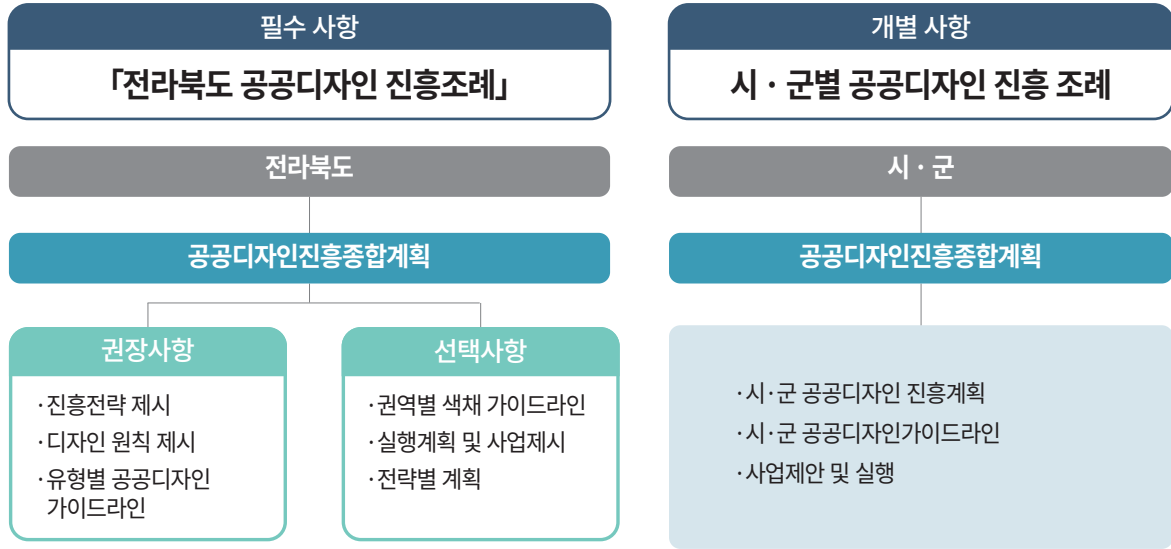 필수 사항
「전라북도 공공디자인 진흥조례」
전라북도
공공디자인진흥종합계획
권장사항
·진흥전략 제시
·디자인 원칙 제시
·유형별 공공디자인
가이드라인
선택사항
·권역별 색채 가이드라인
·실행계획 및 사업제시
·전략별 계획
개별 사항
시·군별 공공디자인 진흥 조례
시·군
공공디자인진흥종합계획
·시·군 공공디자인 진흥계획
·시·군 공공디자인가이드라인
·사업제안 및 실행